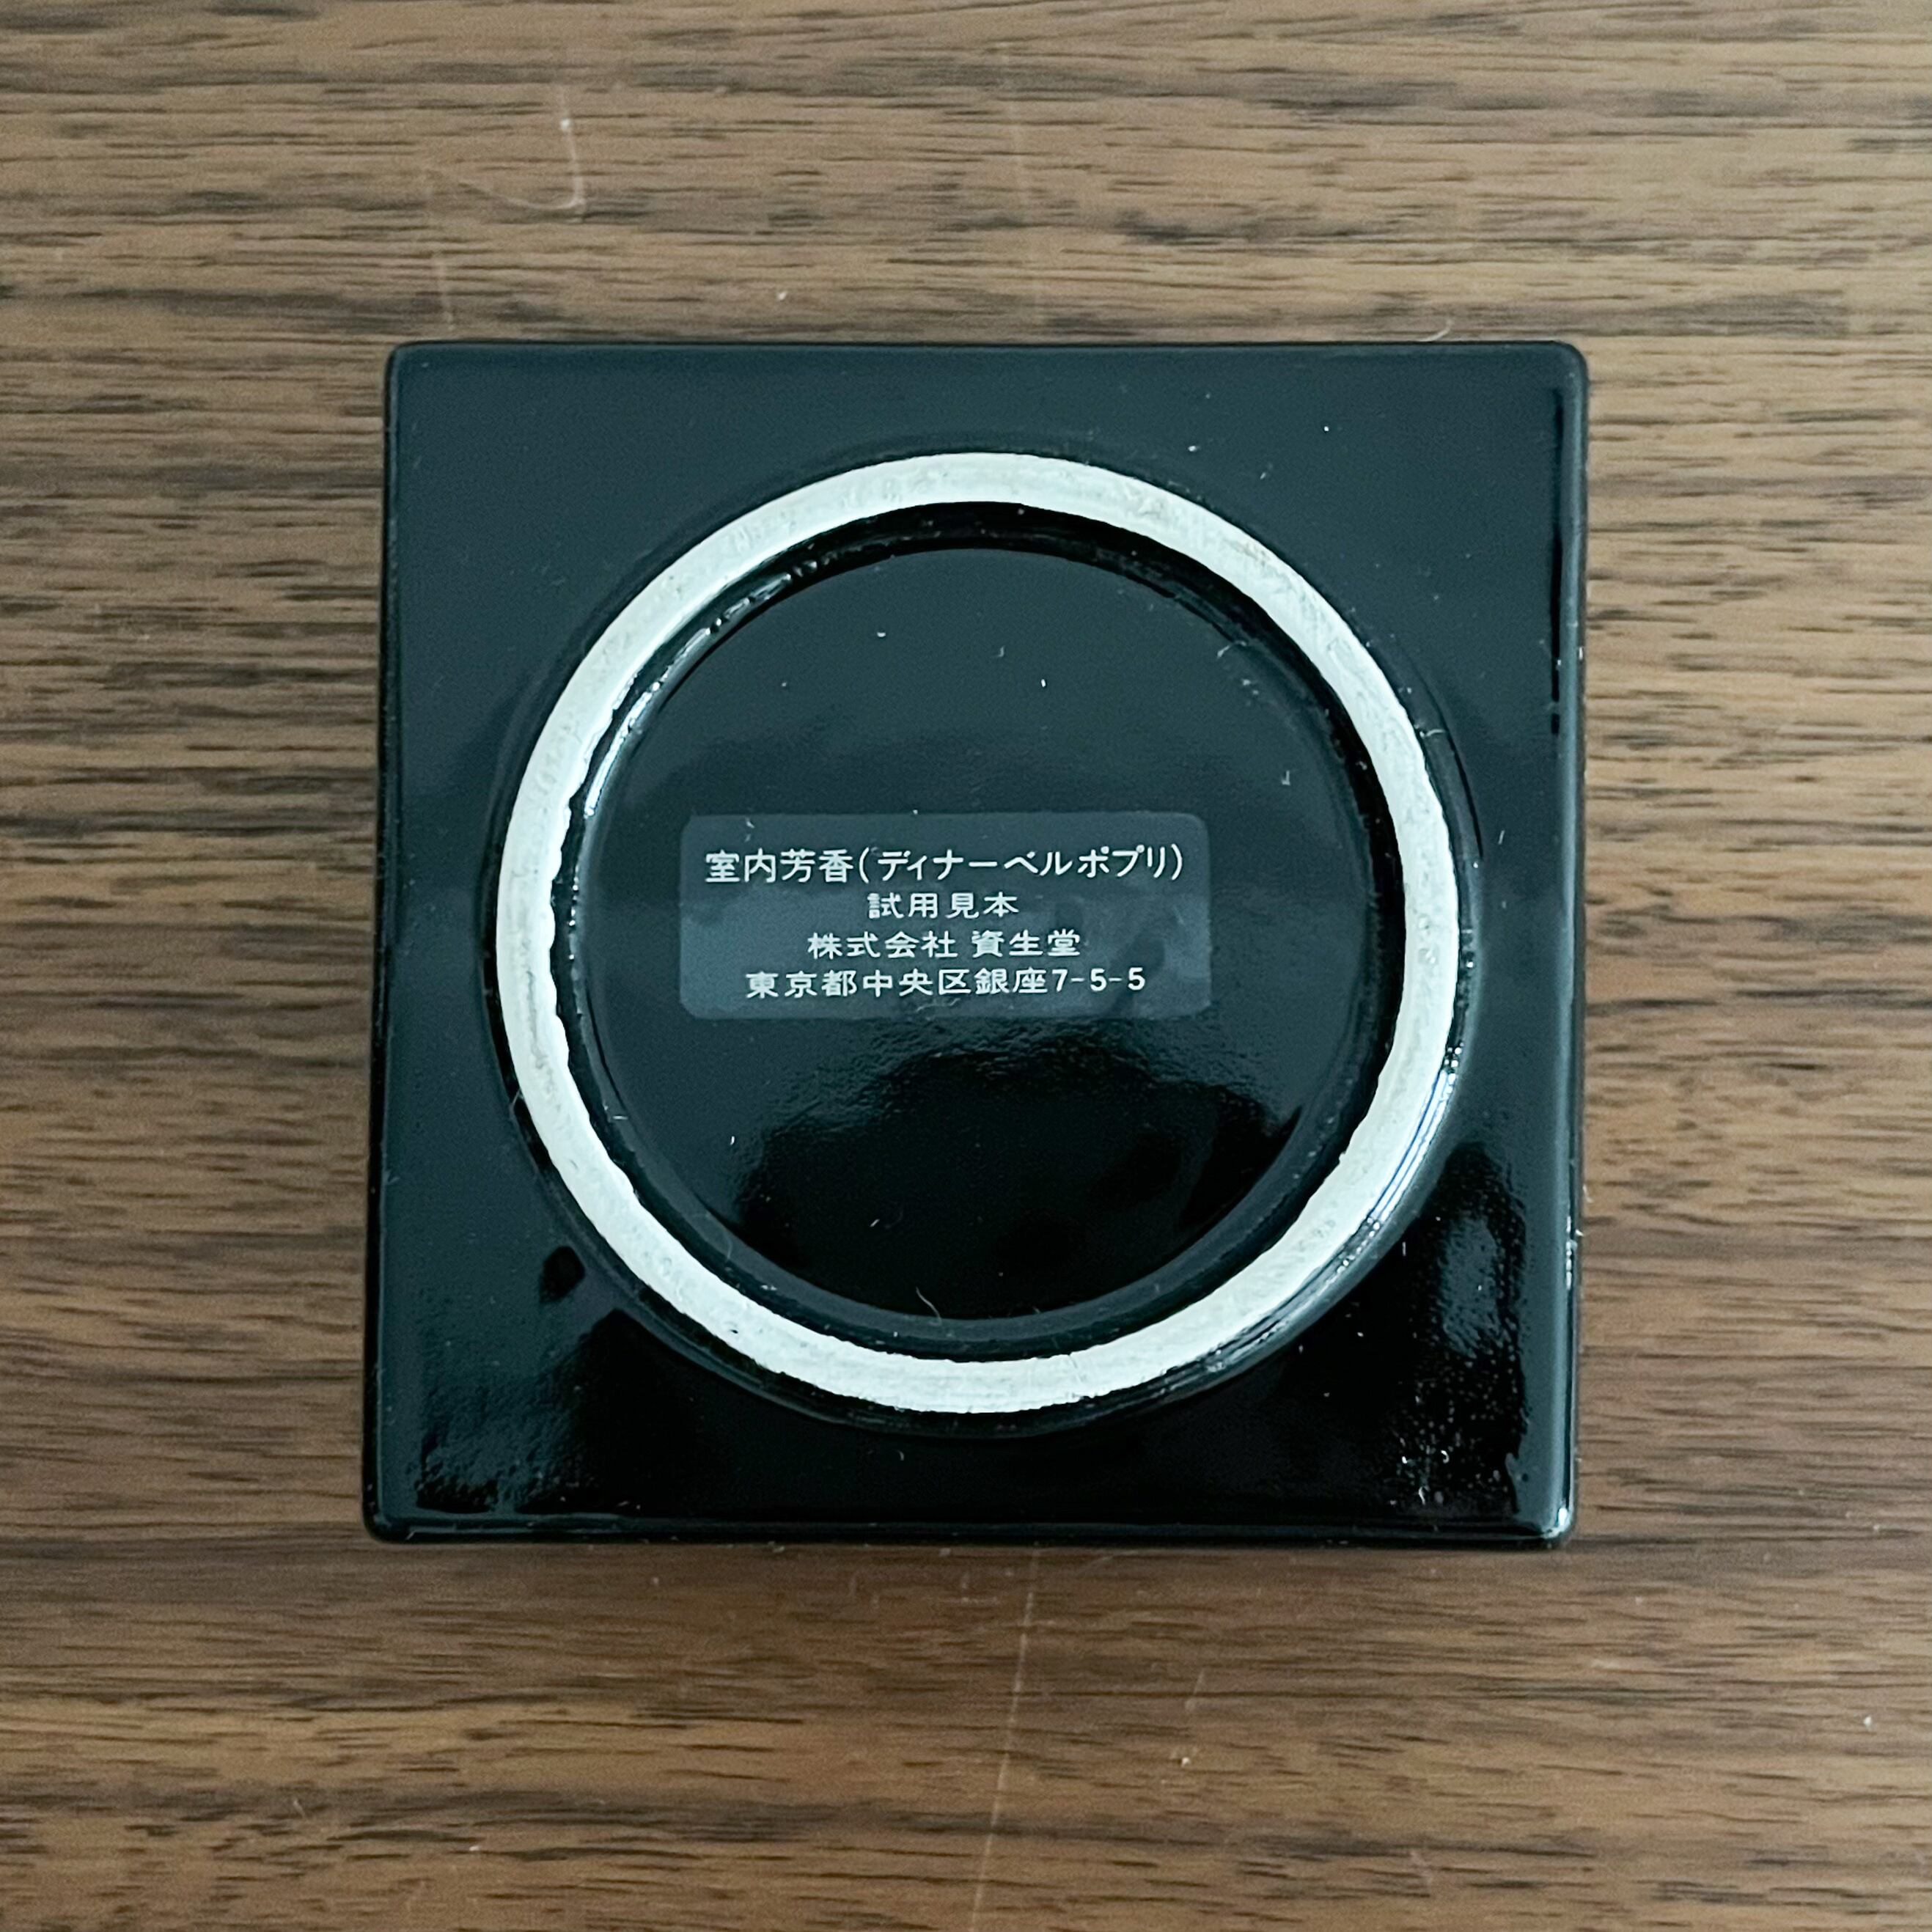 室内芳香(ディナーベルポプリ)
試用見本
株式会社 資生堂
東京都中央区銀座7-5-5